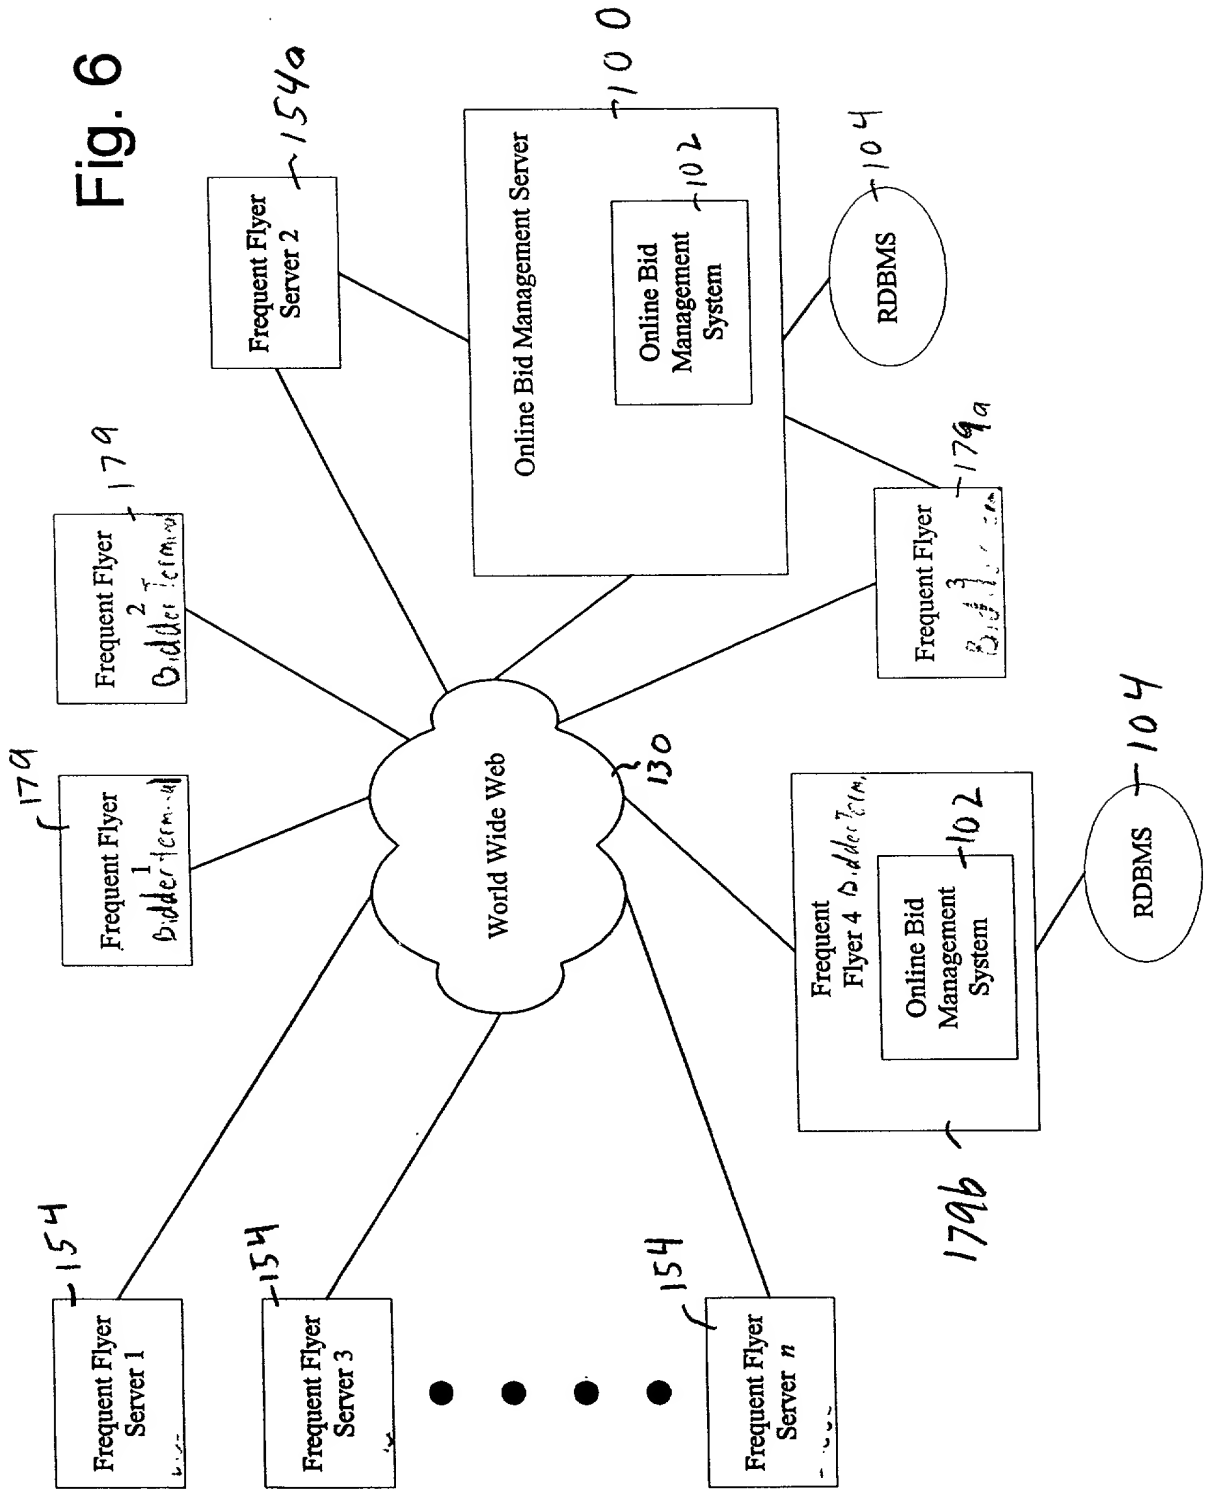 Fig. 6
Frequent Flyer
Server 1
154
Frequent Flyer
Server 3
154
Frequent Flyer
Server n
154
Frequent Flyer
1
Bidder Terminal
179
Frequent Flyer
2
Bidder Terminal
179
Frequent Flyer
Server 2
154a
World Wide Web
130
Online Bid Management Server
100
Online Bid
Management
System
102
RDBMS
104
Frequent Flyer
3
Bidder
179a
Frequent
Flyer 4 Bidder Term.
Online Bid
Management
System
102
179b
RDBMS
104